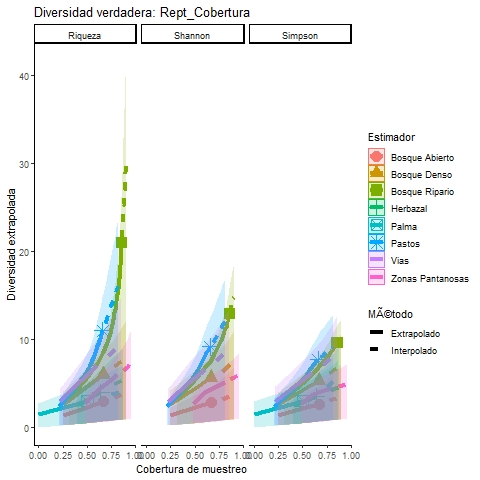 Diversidad verdadera: Rept_Cobertura
Riqueza
Shannon
Simpson
Diversidad extrapolada
40
30
20
10
0
0.00 0.25 0.50 0.75 1.00
0.00 0.25 0.50 0.75 1.00
0.00 0.25 0.50 0.75 1.00
Cobertura de muestreo
Estimador
Bosque Abierto
Bosque Denso
Bosque Ripario
Herbazal
Palma
Pastos
Vias
Zonas Pantanosas
MÃ©todo
Extrapolado
Interpolado